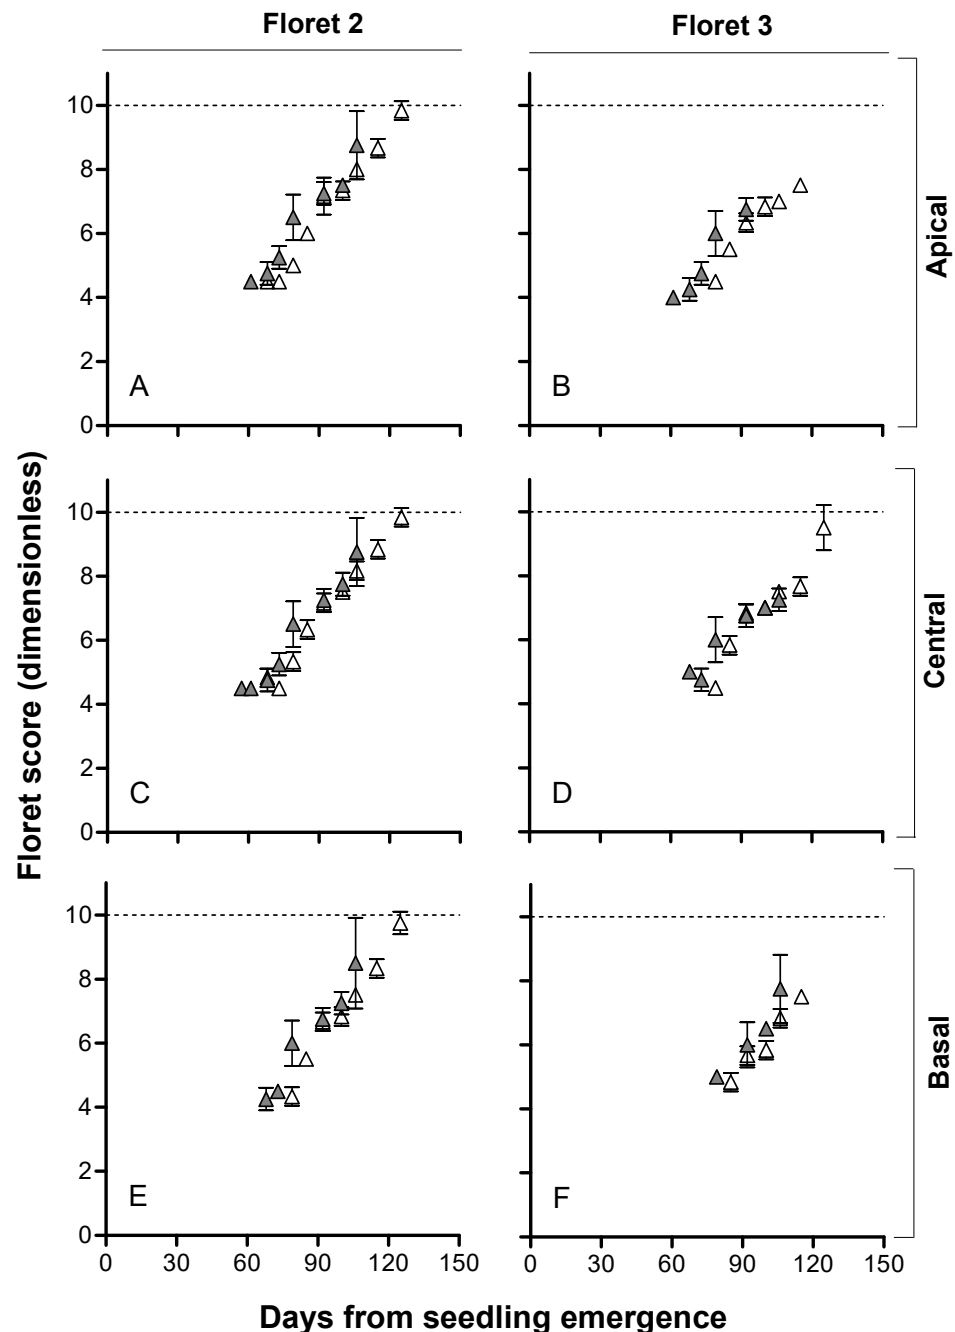 Floret 2
Floret 3
10
8
6
4
2
0
A
B
Apical
10
8
6
4
2
0
C
D
Central
Floret score (dimensionless)
10
8
6
4
2
0
E
F
Basal
0 30 60 90 120 150
0 30 60 90 120 150
Days from seedling emergence